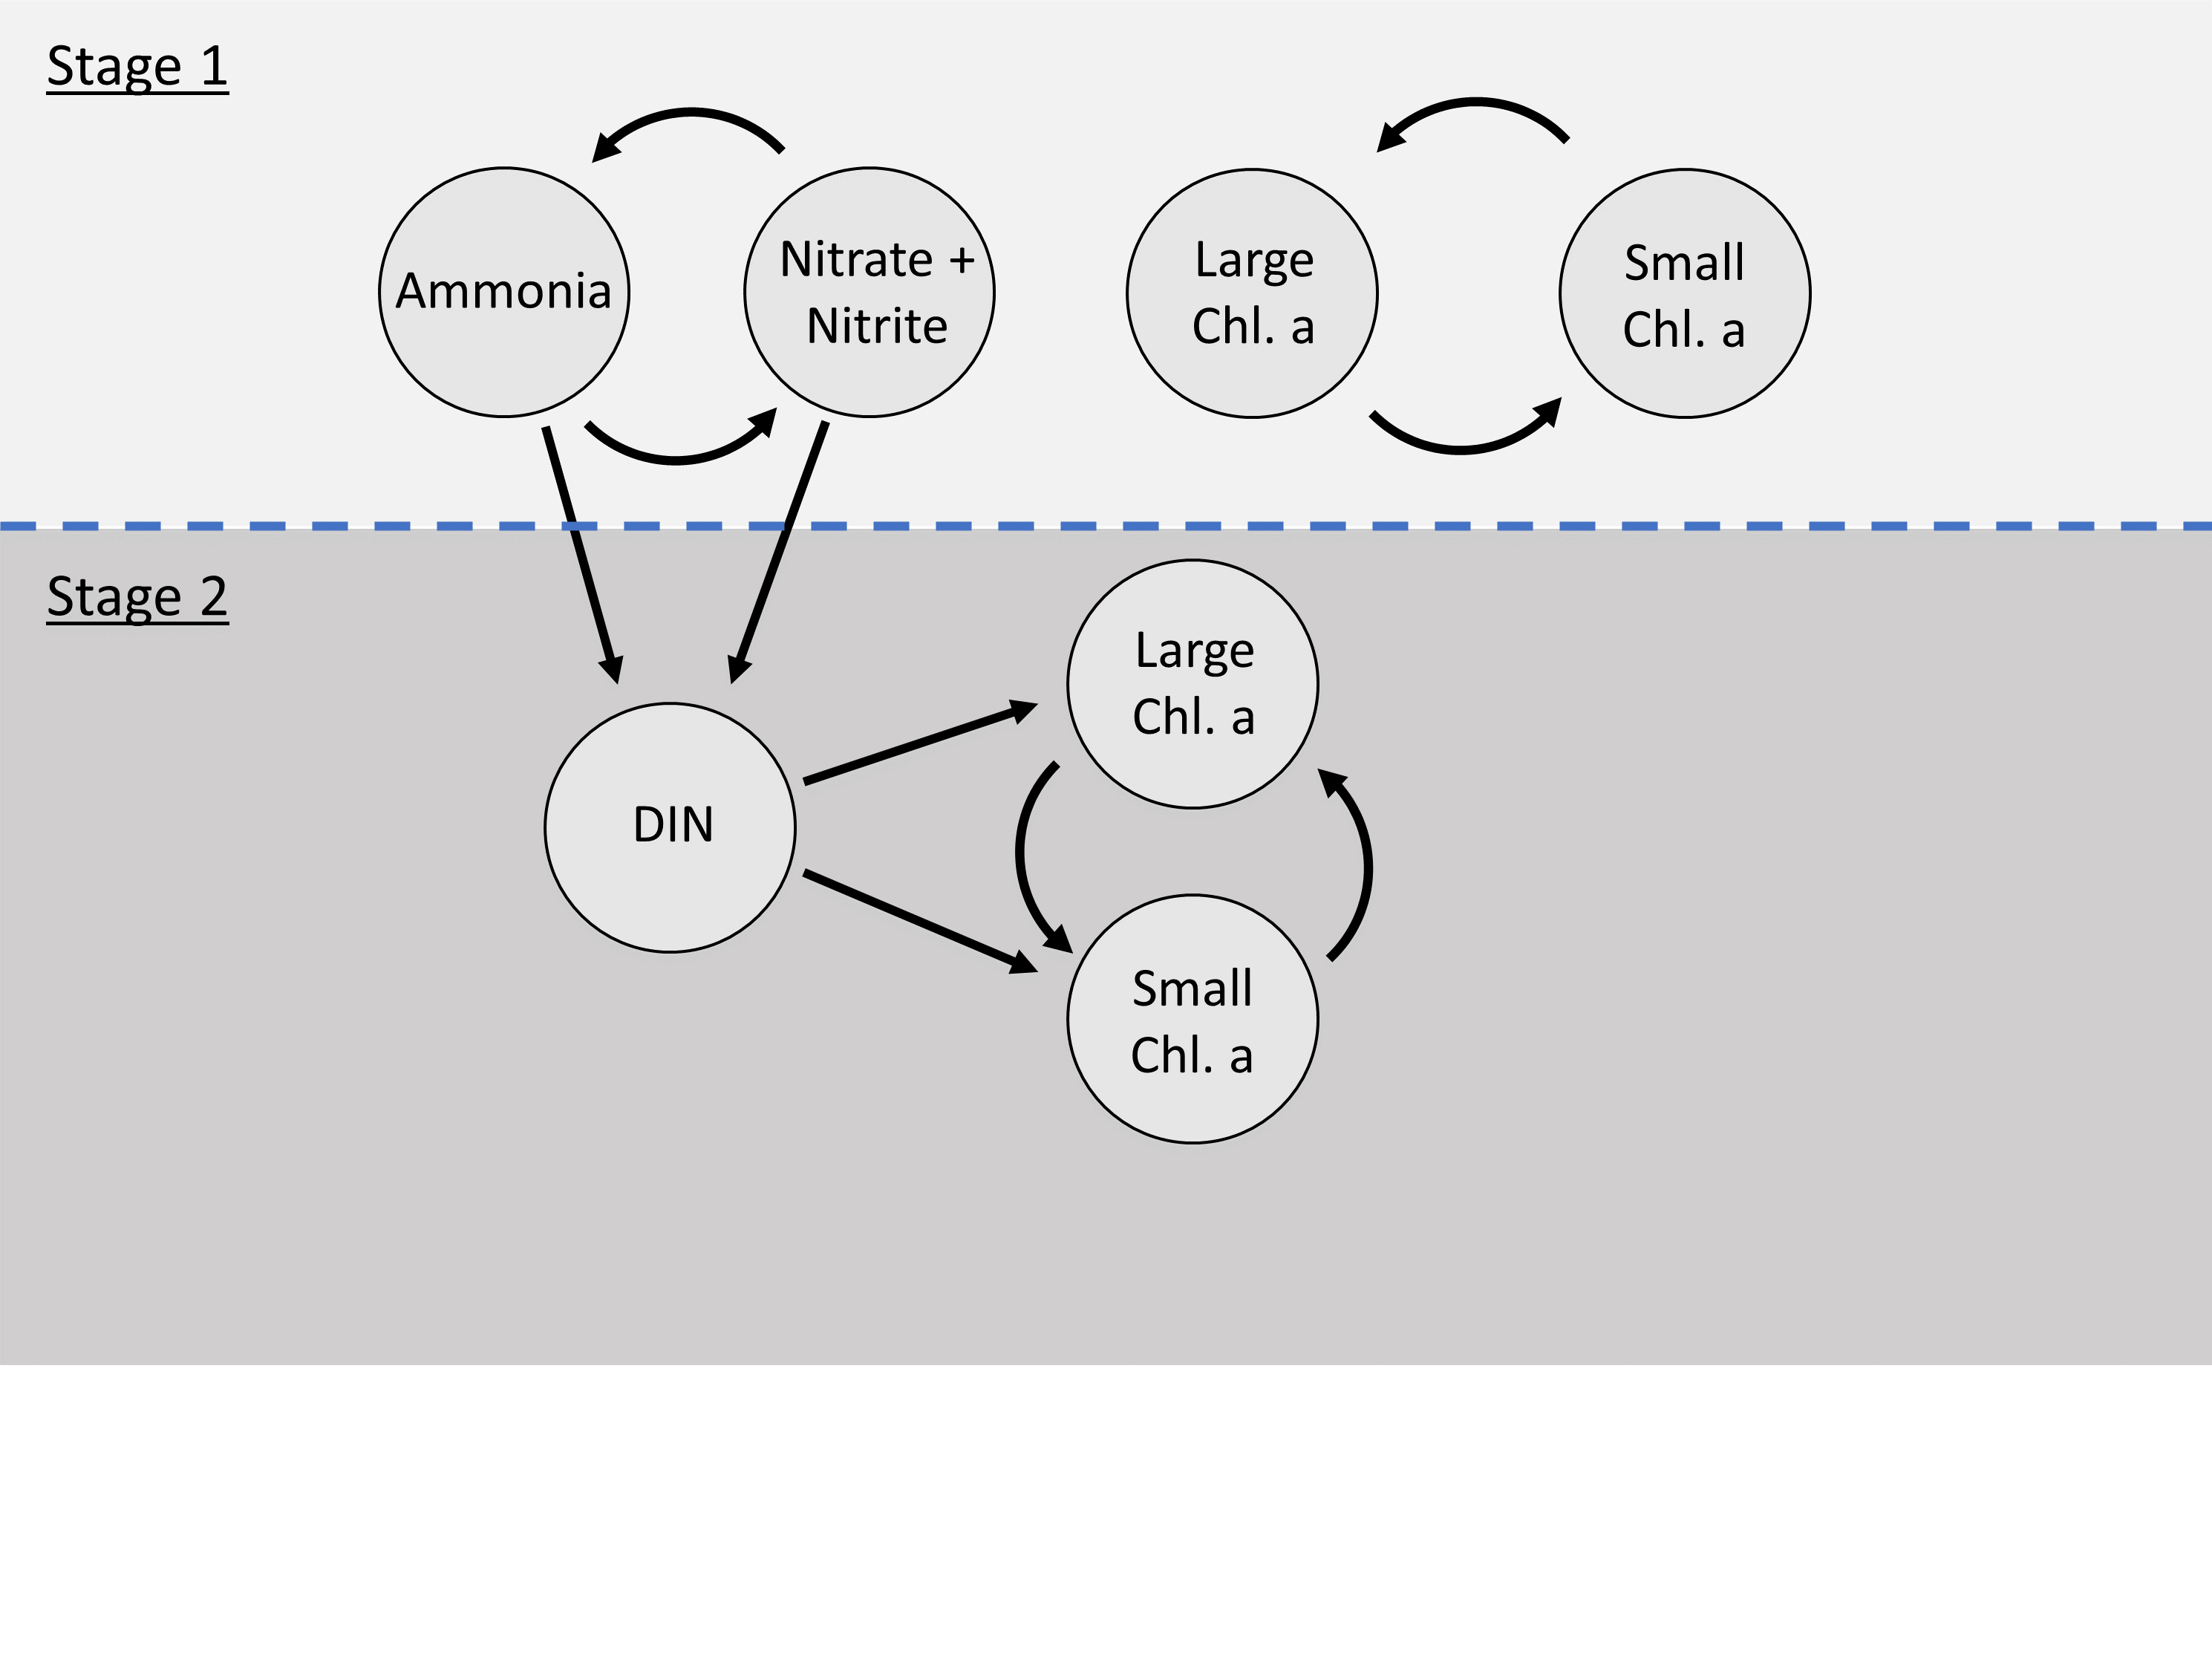 Stage 1
Ammonia
Nitrate +
Nitrite
Large
Chl. a
Small
Chl. a
Stage 2
DIN
Large
Chl. a
Small
Chl. a